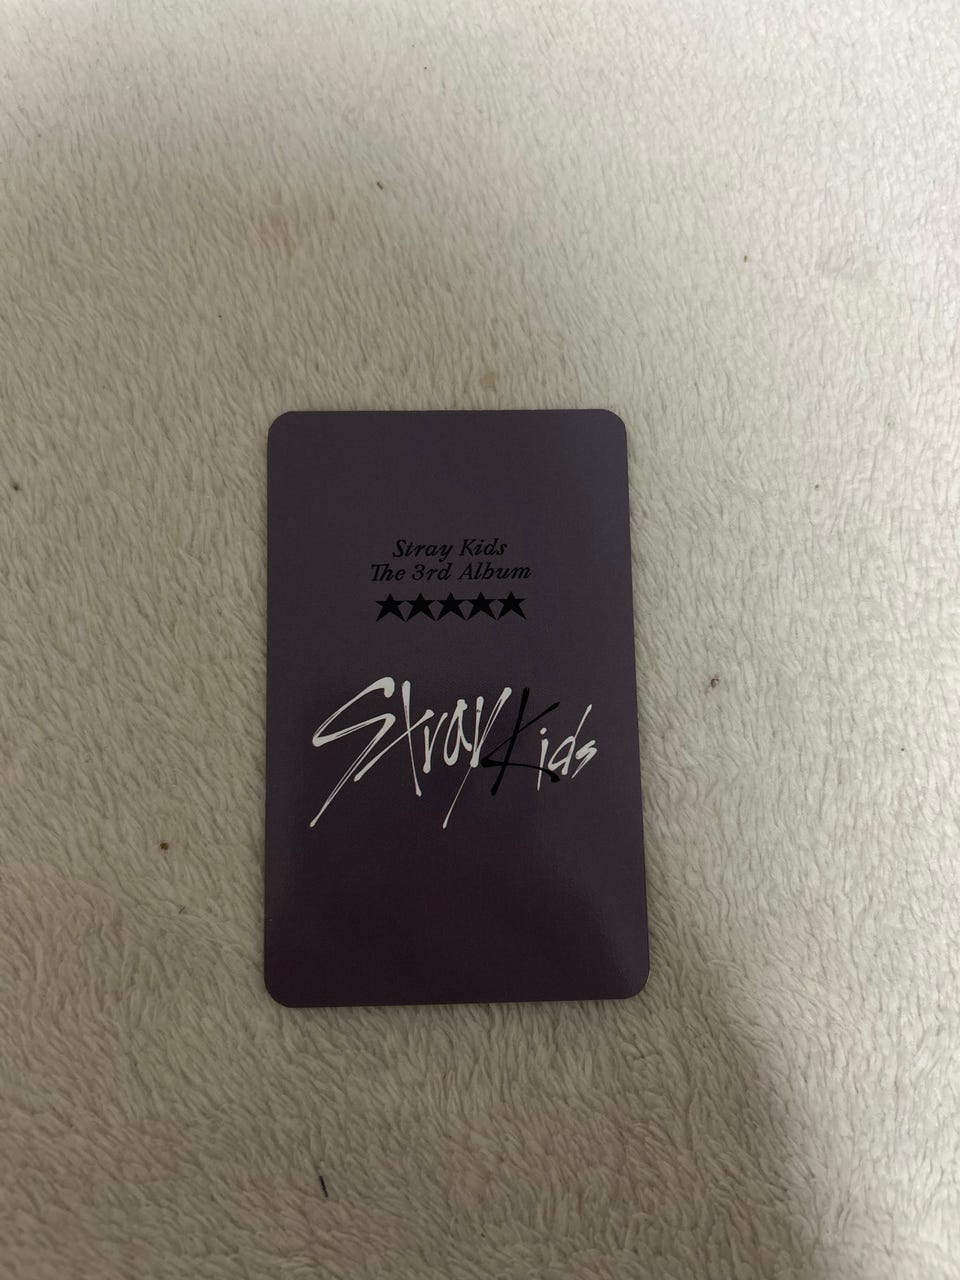 Stray Kids
The 3rd Album
★★★★★
Stray Kids